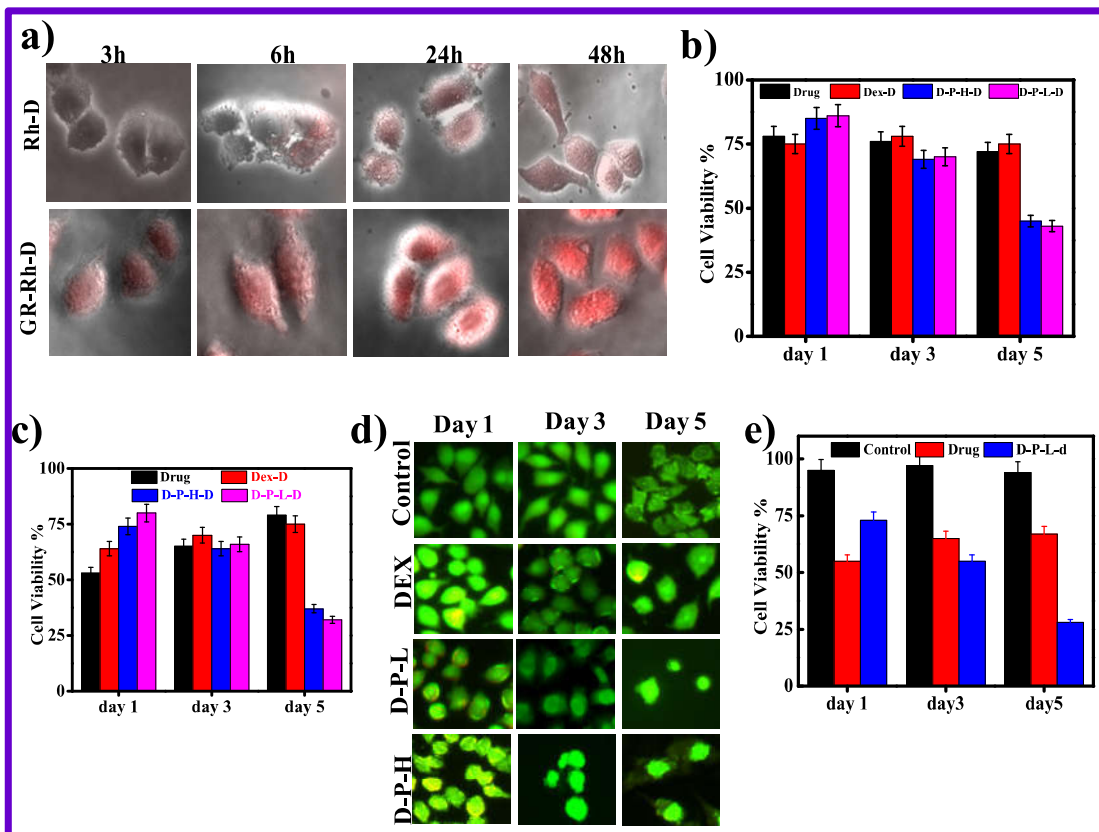 a)
3h 6h 24h 48h
Rh-D
GR-Rh-D
b)
Drug Dex-D D-P-H-D D-P-L-D
100
75
50
25
0
Cell Viability %
day 1 day 3 day 5
c)
Drug Dex-D
D-P-H-D D-P-L-D
100
75
50
25
0
Cell Viability %
day 1 day 3 day 5
d)
Day 1 Day 3 Day 5
Control
DEX
D-P-L
D-P-H
e)
Control Drug D-P-L-d
100
75
50
25
0
Cell Viability %
day 1 day3 day5